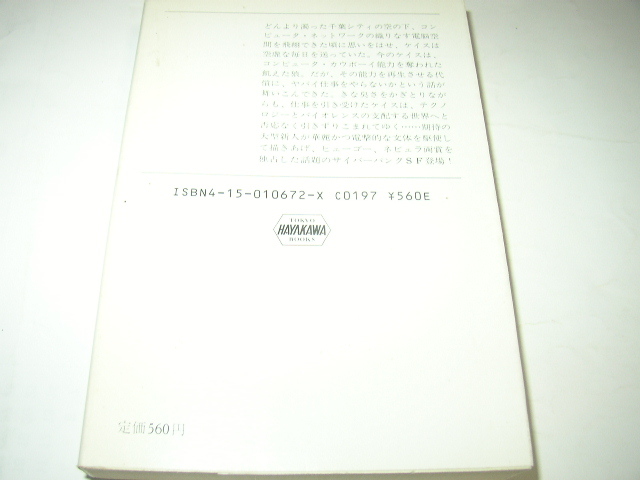 どんより濁った千葉シティの空の下、コン
ピュータ・ネットワークの織りなす電脳空
間を飛翔できた頃に思いをはせ、ケイスは
空虚な毎日を送っていた。今のケイスは、
コンピュータ・カウボーイ能力を奪われた
飢えた狼。だが、その能力を再生させる代
償に、ヤバイ仕事をやらないかという話が
舞いこんできた。きな臭さをかぎとりなが
らも、仕事を引き受けたケイスは、テクノ
ロジーとバイオレンスの支配する世界へと
否応なく引きずりこまれてゆく……期待の
大型新人が華麗かつ電撃的な文体を駆使し
て描きあげ、ヒューゴー、ネビュラ両賞を
独占した話題のサイバーパンクＳＦ登場！
ISBN4-15-010672-X C0197 ¥560E
TOKYO
HAYAKAWA
BOOKS
定価560円